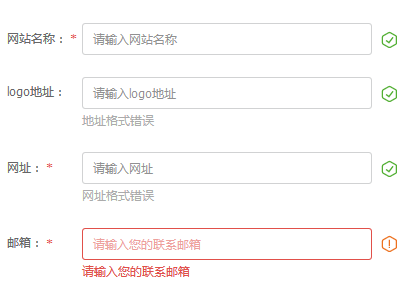 网站名称： * 请输入网站名称
logo地址： 请输入logo地址
地址格式错误
网址： * 请输入网址
网址格式错误
邮箱： * 请输入您的联系邮箱
请输入您的联系邮箱